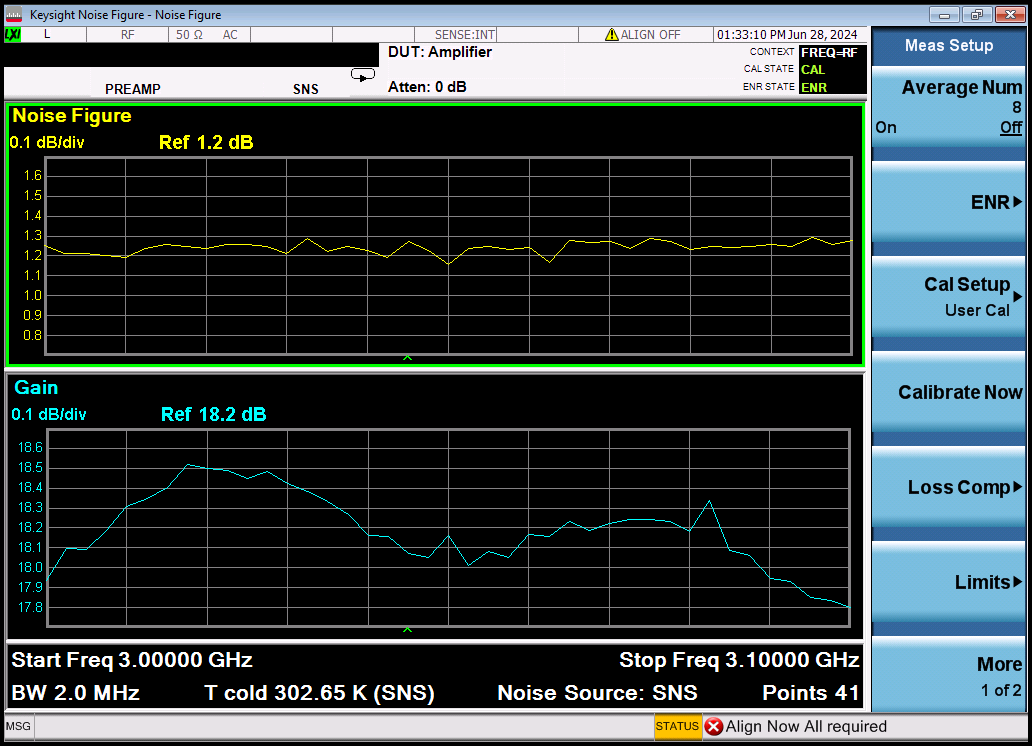 Keysight Noise Figure - Noise Figure
LXI L RF 50 Ω AC SENSE:INT ALIGN OFF 01:33:10 PM Jun 28, 2024
DUT: Amplifier
CONTEXT FREQ=RF
CAL STATE CAL
PREAMP SNS Atten: 0 dB
ENR STATE ENR
Noise Figure
0.1 dB/div Ref 1.2 dB
1.6
1.5
1.4
1.3
1.2
1.1
1.0
0.9
0.8
Gain
0.1 dB/div Ref 18.2 dB
18.6
18.5
18.4
18.3
18.2
18.1
18.0
17.9
17.8
Start Freq 3.00000 GHz Stop Freq 3.10000 GHz
BW 2.0 MHz T cold 302.65 K (SNS) Noise Source: SNS Points 41
Meas Setup
Average Num
8
On Off
ENR
Cal Setup
User Cal
Calibrate Now
Loss Comp
Limits
More
1 of 2
MSG STATUS Align Now All required